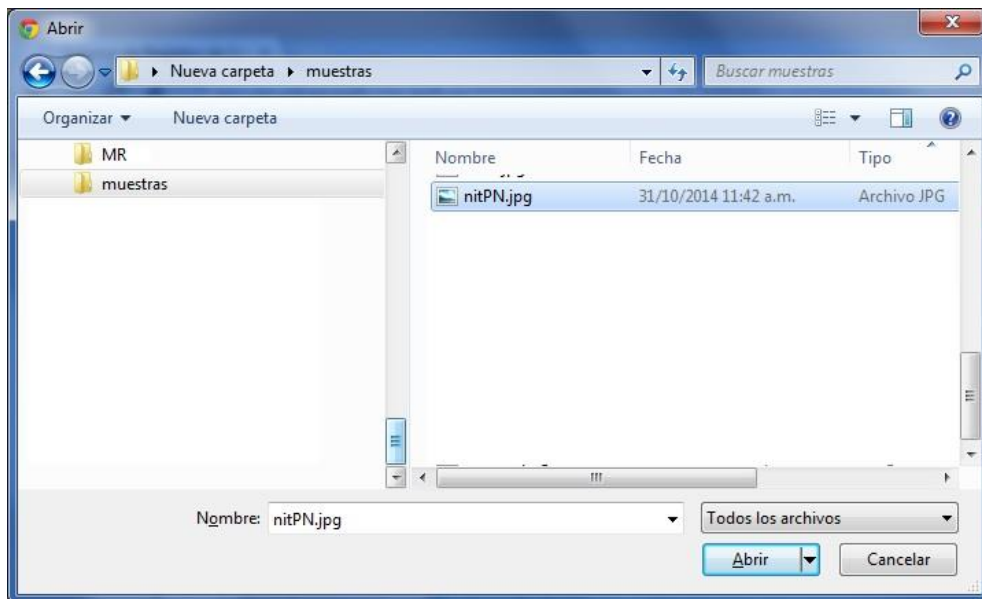 Abrir
Nueva carpeta muestras
Buscar muestras
Organizar Nueva carpeta
MR
muestras
Nombre Fecha Tipo
nitPN.jpg 31/10/2014 11:42 a.m. Archivo JPG
Nombre: nitPN.jpg
Todos los archivos
Abrir Cancelar